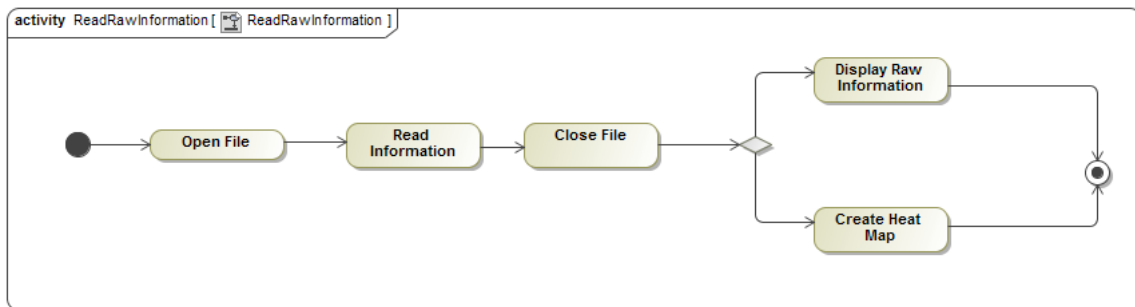 activity ReadRawInformation [ ReadRawInformation ]
Open File
Read
Information
Close File
Display Raw
Information
Create Heat
Map